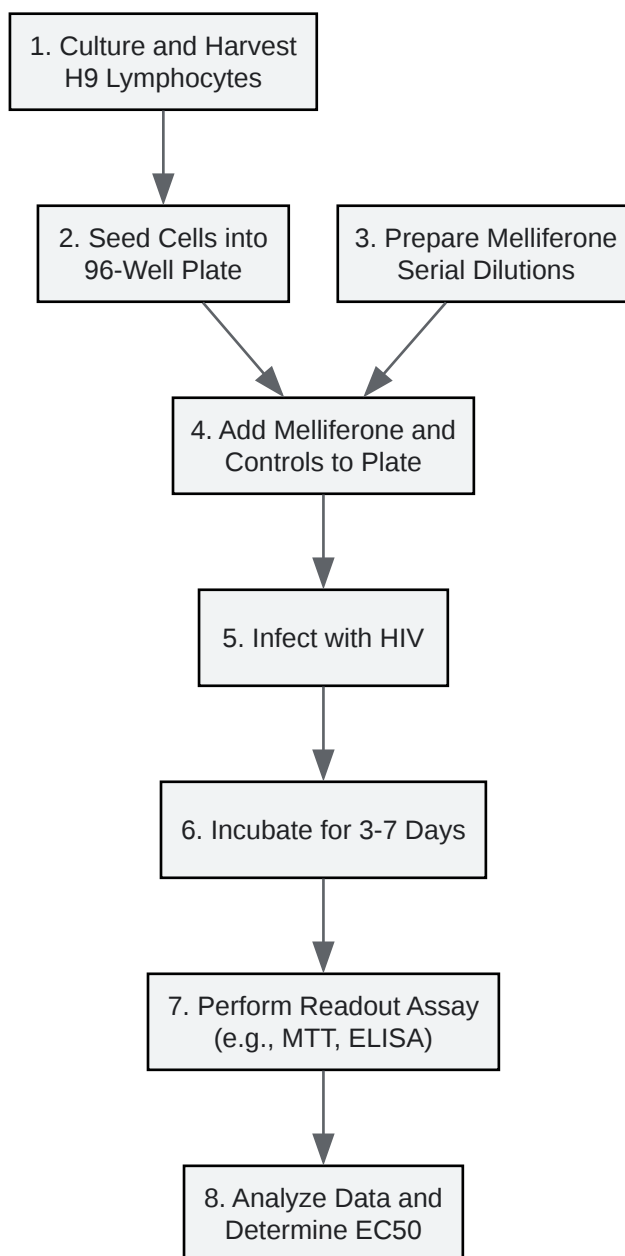 1. Culture and Harvest
H9 Lymphocytes
2. Seed Cells into
96-Well Plate
3. Prepare Melliferone
Serial Dilutions
4. Add Melliferone and
Controls to Plate
5. Infect with HIV
6. Incubate for 3-7 Days
7. Perform Readout Assay
(e.g., MTT, ELISA)
8. Analyze Data and
Determine EC50